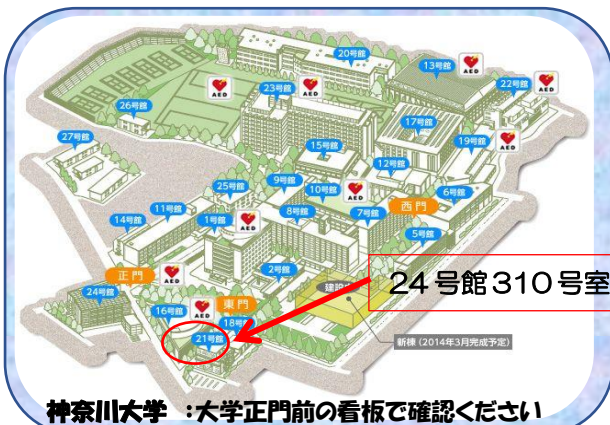 20号館
13号館
AED
22号館
AED
AED
23号館
AED
26号館
17号館
27号館
15号館
19号館
AED
12号館
9号館
25号館
10号館
AED
6号館
11号館
1号館
AED
8号館
7号館
西門
14号館
5号館
正門
AED
2号館
建設
24号館310号室
24号館
16号館
AED
東門
18号
21号館
新棟(2014年3月完成予定)
神奈川大学 :大学正門前の看板で確認ください